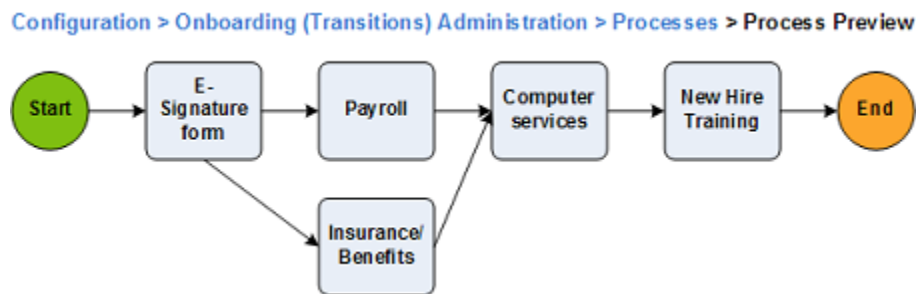 Configuration > Onboarding (Transitions) Administration > Processes > Process Preview
Start
E-
Signature
form
Payroll
Computer
services
New Hire
Training
End
Insurance/
Benefits